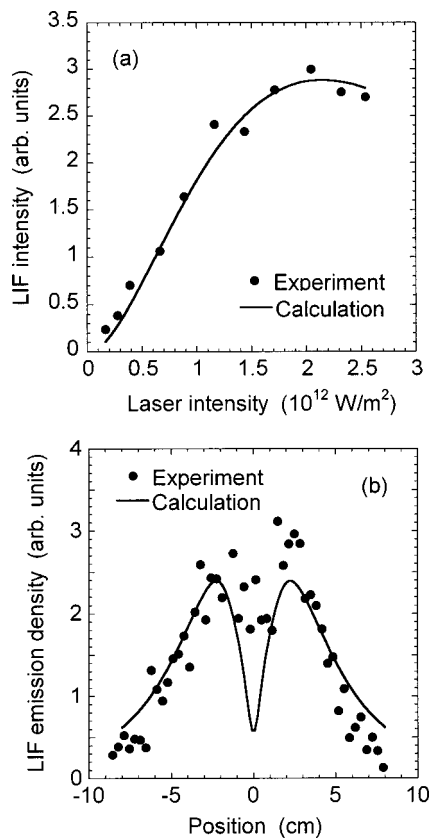 (a)
3.5
3
2.5
2
1.5
1
0.5
0
LIF intensity (arb. units)
Experiment
Calculation
0 0.5 1 1.5 2 2.5 3
Laser intensity (10¹² W/m²)
4
3
2
1
0
LIF emission density (arb. units)
Experiment
Calculation
(b)
-10 -5 0 5 10
Position (cm)